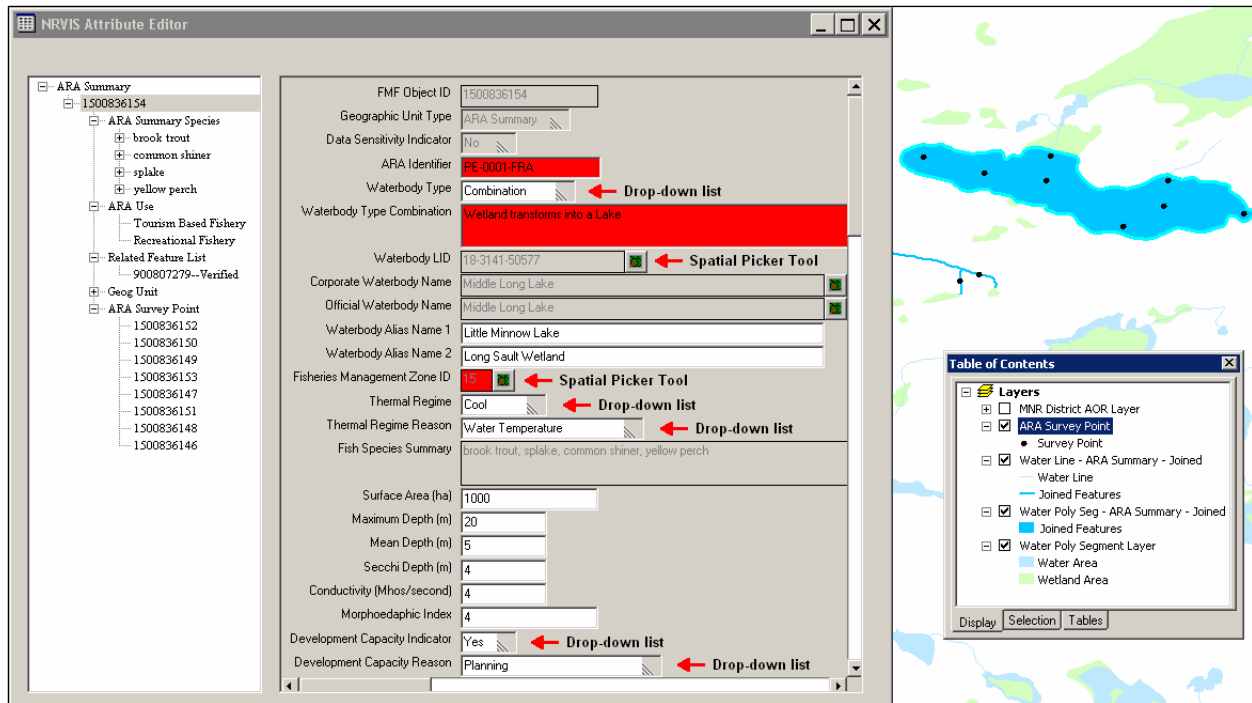 NRVIS Attribute Editor
ARA Summary
1500836154
ARA Summary Species
brook trout
common shiner
splake
yellow perch
ARA Use
Tourism Based Fishery
Recreational Fishery
Related Feature List
900807279--Verified
Geog Unit
ARA Survey Point
1500836152
1500836150
1500836149
1500836153
1500836147
1500836151
1500836148
1500836146
FMF Object ID 1500836154
Geographic Unit Type ARA Summary
Data Sensitivity Indicator No
ARA Identifier PE-0001-FRA
Waterbody Type Combination Drop-down list
Waterbody Type Combination Wetland transforms into a Lake
Waterbody LID 18-3141-50577 Spatial Picker Tool
Corporate Waterbody Name Middle Long Lake
Official Waterbody Name Middle Long Lake
Waterbody Alias Name 1 Little Minnow Lake
Waterbody Alias Name 2 Long Sault Wetland
Fisheries Management Zone ID 15 Spatial Picker Tool
Thermal Regime Cool Drop-down list
Thermal Regime Reason Water Temperature Drop-down list
Fish Species Summary brook trout, splake, common shiner, yellow perch
Surface Area (ha) 1000
Maximum Depth (m) 20
Mean Depth (m) 5
Secchi Depth (m) 4
Conductivity (Mhos/second) 4
Morphoedaphic Index 4
Development Capacity Indicator Yes Drop-down list
Development Capacity Reason Planning Drop-down list
Table of Contents
Layers
MNR District AOR Layer
ARA Survey Point
Survey Point
Water Line - ARA Summary - Joined
Water Line
Joined Features
Water Poly Seg - ARA Summary - Joined
Joined Features
Water Poly Segment Layer
Water Area
Wetland Area
Display Selection Tables